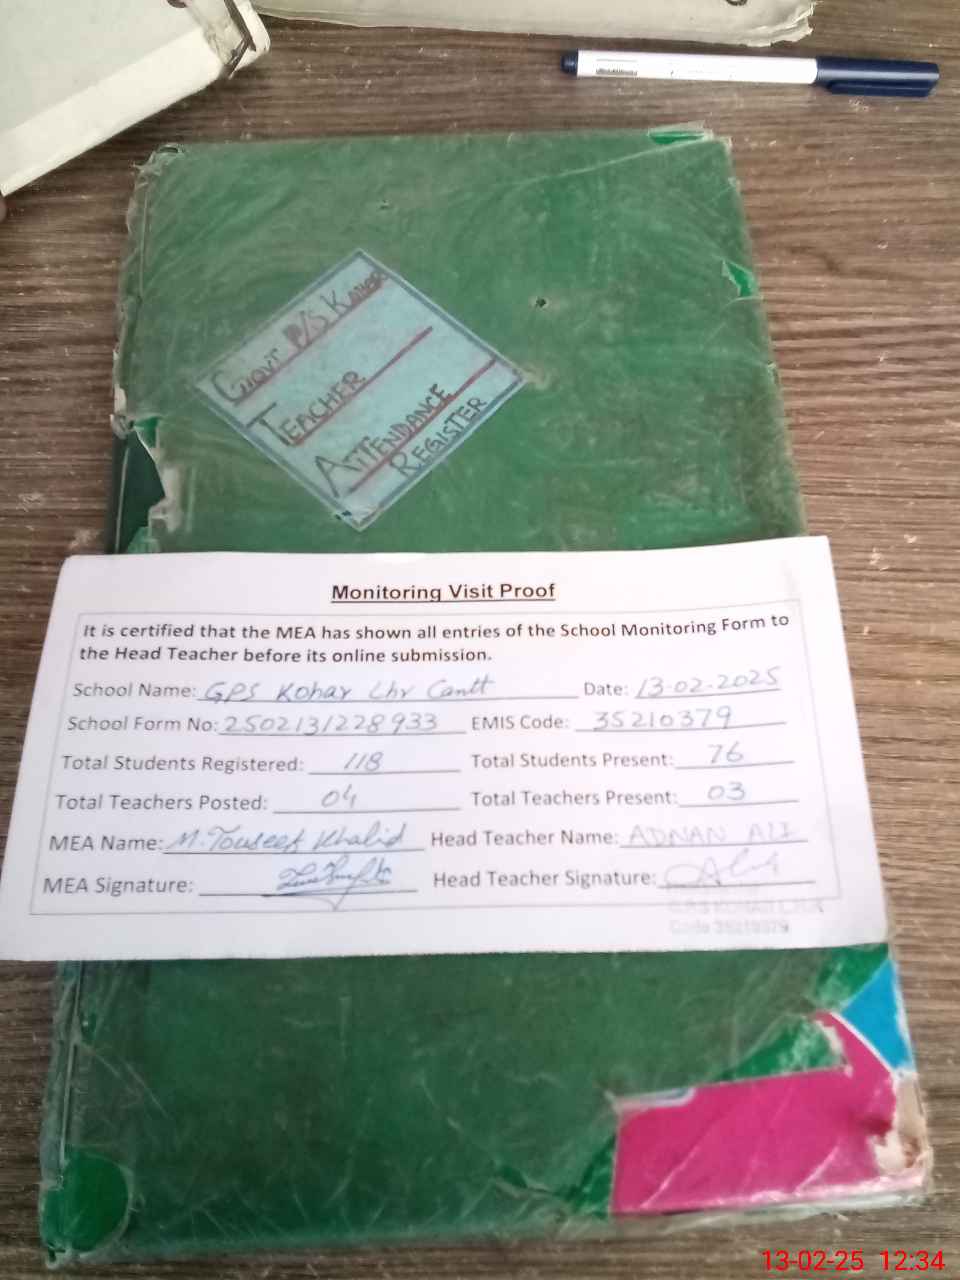 GOVT P/S KOHAR
TEACHER
ATTENDANCE
REGISTER
Monitoring Visit Proof
It is certified that the MEA has shown all entries of the School Monitoring Form to
the Head Teacher before its online submission.
School Name: GPS Kohar Lhr Cantt Date: 13-02-2025
School Form No: 2502131228933 EMIS Code: 35210379
Total Students Registered: 118 Total Students Present: 76
Total Teachers Posted: 04 Total Teachers Present: 03
MEA Name: M. Touseef Khalid Head Teacher Name: ADNAN ALI
MEA Signature: Head Teacher Signature:
Code 35210379
13-02-25 12:34